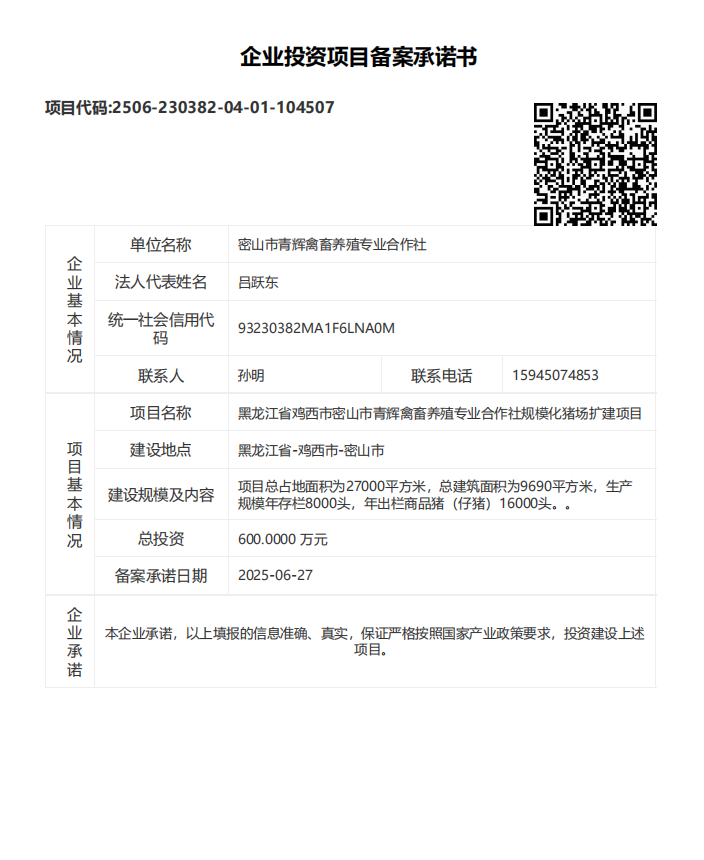 企业投资项目备案承诺书
项目代码:2506-230382-04-01-104507
企业基本情况
单位名称 密山市青辉禽畜养殖专业合作社
法人代表姓名 吕跃东
统一社会信用代
码
93230382MA1F6LNA0M
联系人 孙明 联系电话 15945074853
项目基本情况
项目名称 黑龙江省鸡西市密山市青辉禽畜养殖专业合作社规模化猪场扩建项目
建设地点 黑龙江省-鸡西市-密山市
建设规模及内容
项目总占地面积为27000平方米，总建筑面积为9690平方米，生产
规模年存栏8000头，年出栏商品猪（仔猪）16000头。。
总投资 600.0000 万元
备案承诺日期 2025-06-27
企业承诺
本企业承诺，以上填报的信息准确、真实，保证严格按照国家产业政策要求，投资建设上述
项目。